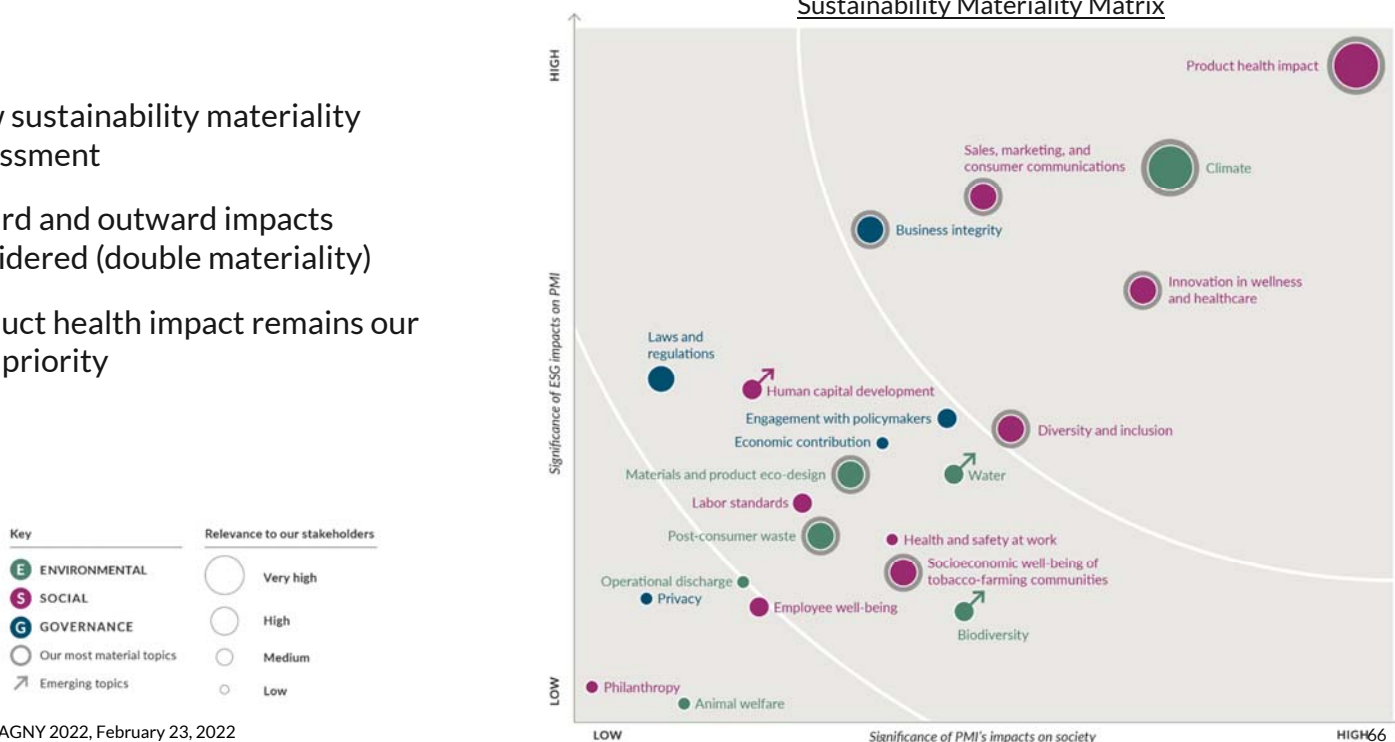 Sustainability Materiality Matrix
sustainability materiality
and outward impacts
(double materiality)
health impact remains our
priority
Key
E ENVIRONMENTAL
S SOCIAL
G GOVERNANCE
Our most material topics
Emerging topics
Relevance to our stakeholders
Very high
High
Medium
Low
AGNY 2022, February 23, 2022
HIGH
Significance of ESG impacts on PMI
LOW
Product health impact
Sales, marketing, and
consumer communications
Climate
Business integrity
Innovation in wellness
and healthcare
Laws and
regulations
Human capital development
Engagement with policymakers
Economic contribution
Diversity and inclusion
Materials and product eco-design
Water
Labor standards
Post-consumer waste
Health and safety at work
Socioeconomic well-being of
tobacco-farming communities
Operational discharge
Privacy
Employee well-being
Biodiversity
Philanthropy
Animal welfare
LOW
Significance of PMI's impacts on society
HIGH
66